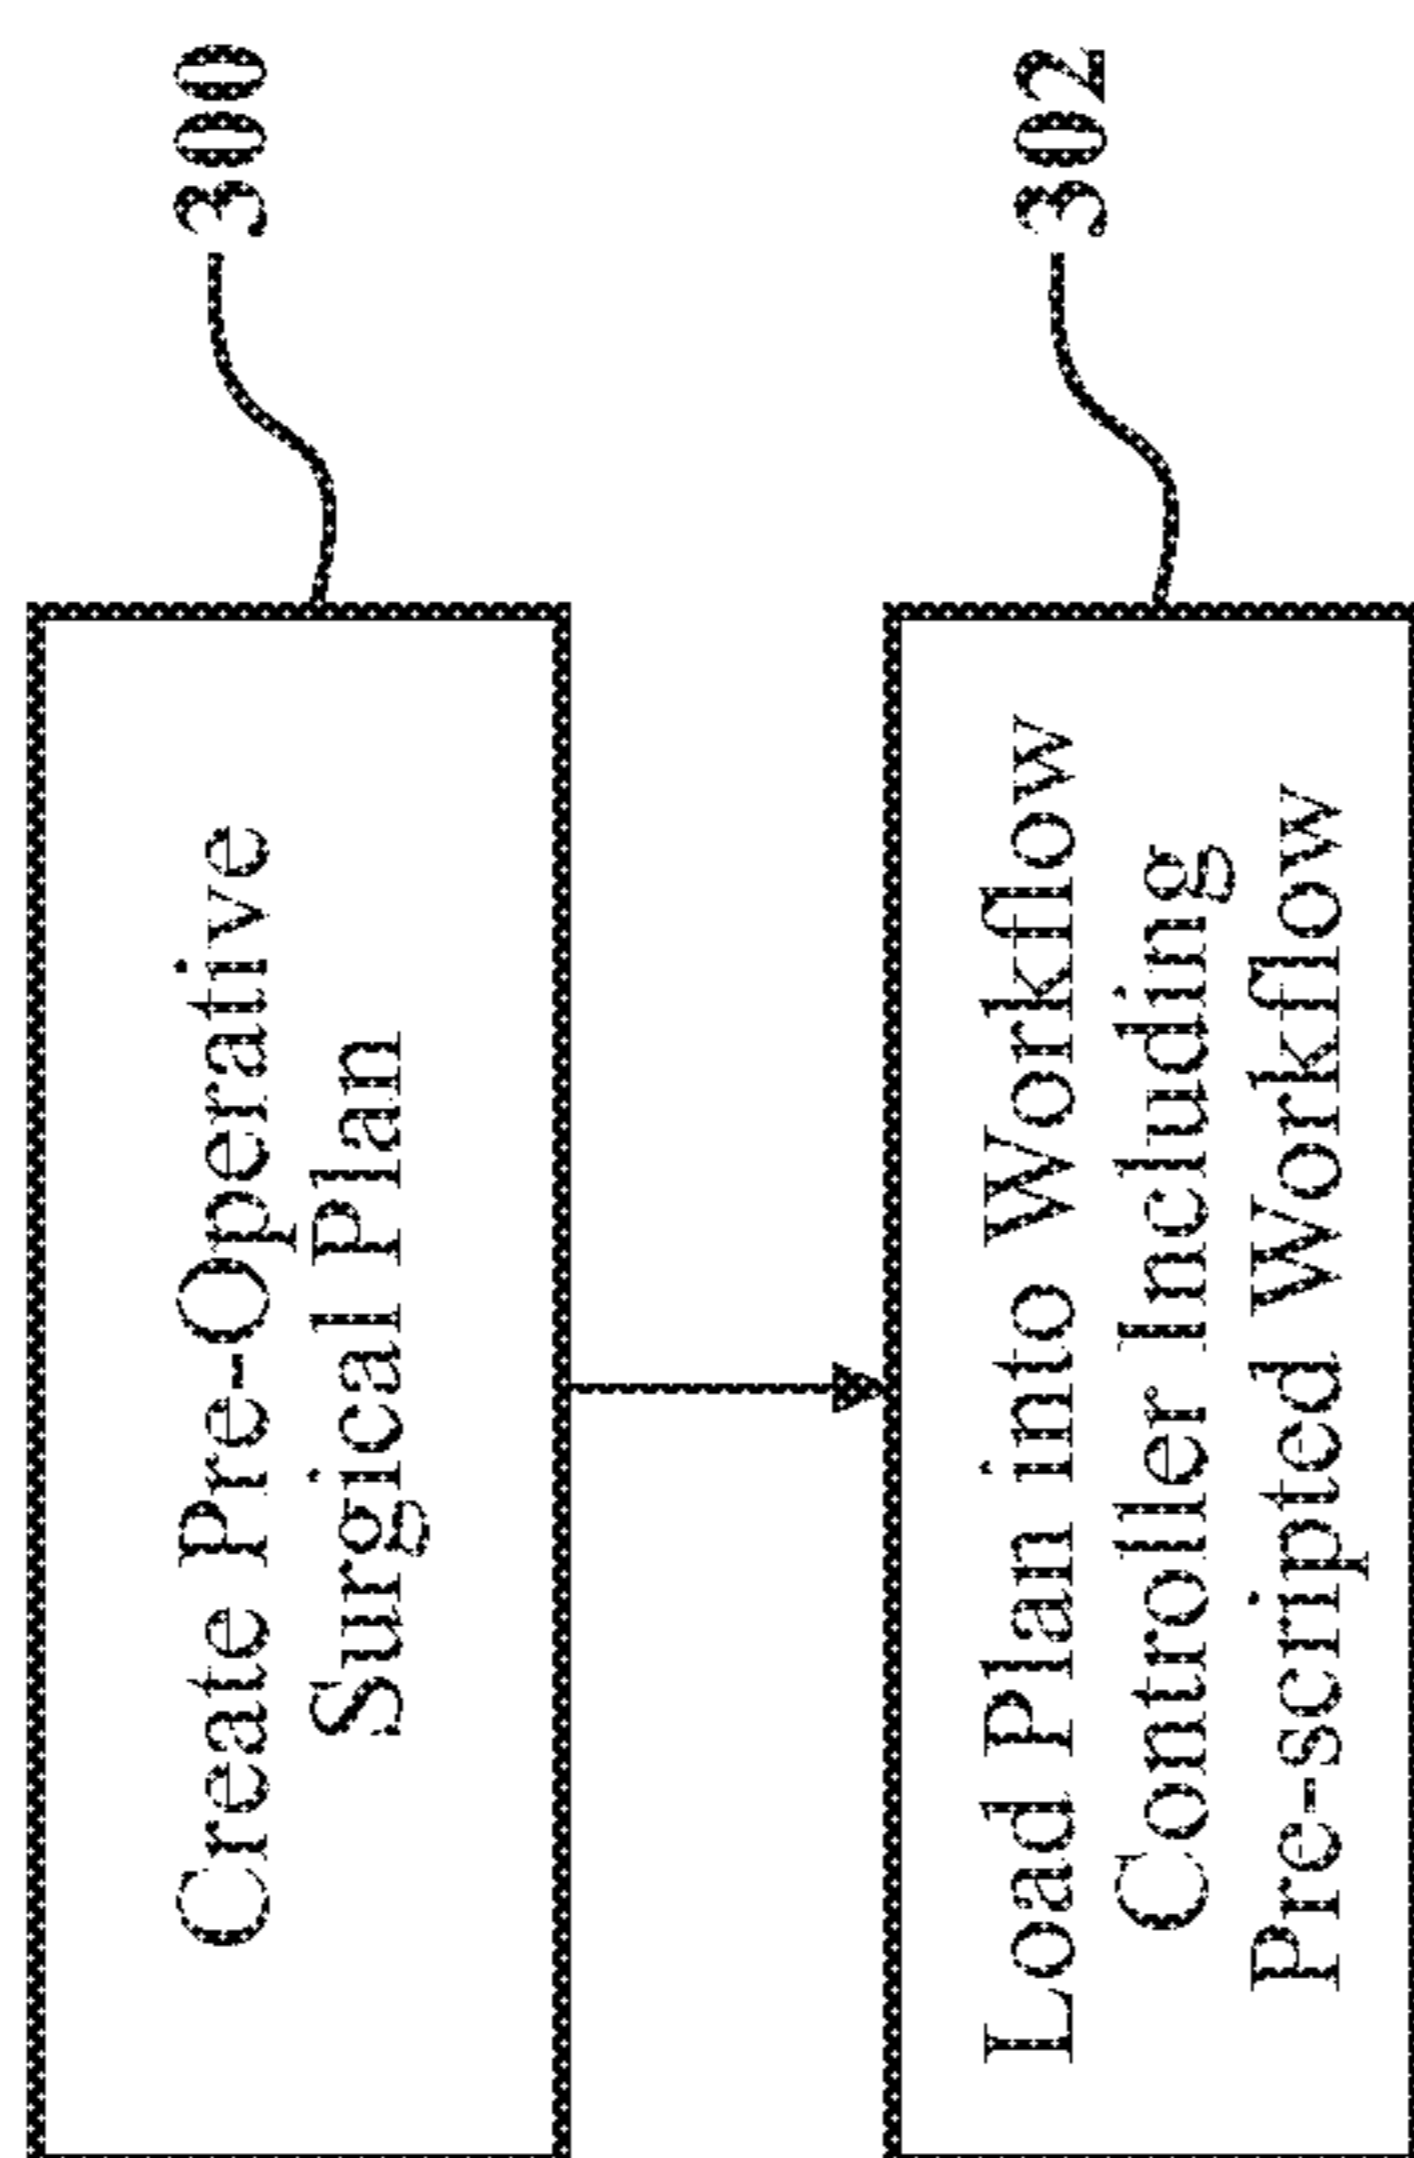 Create Pre-Operative
Surgical Plan
300
Load Plan into Workflow
Controller Including
Pre-scripted Workflow
302